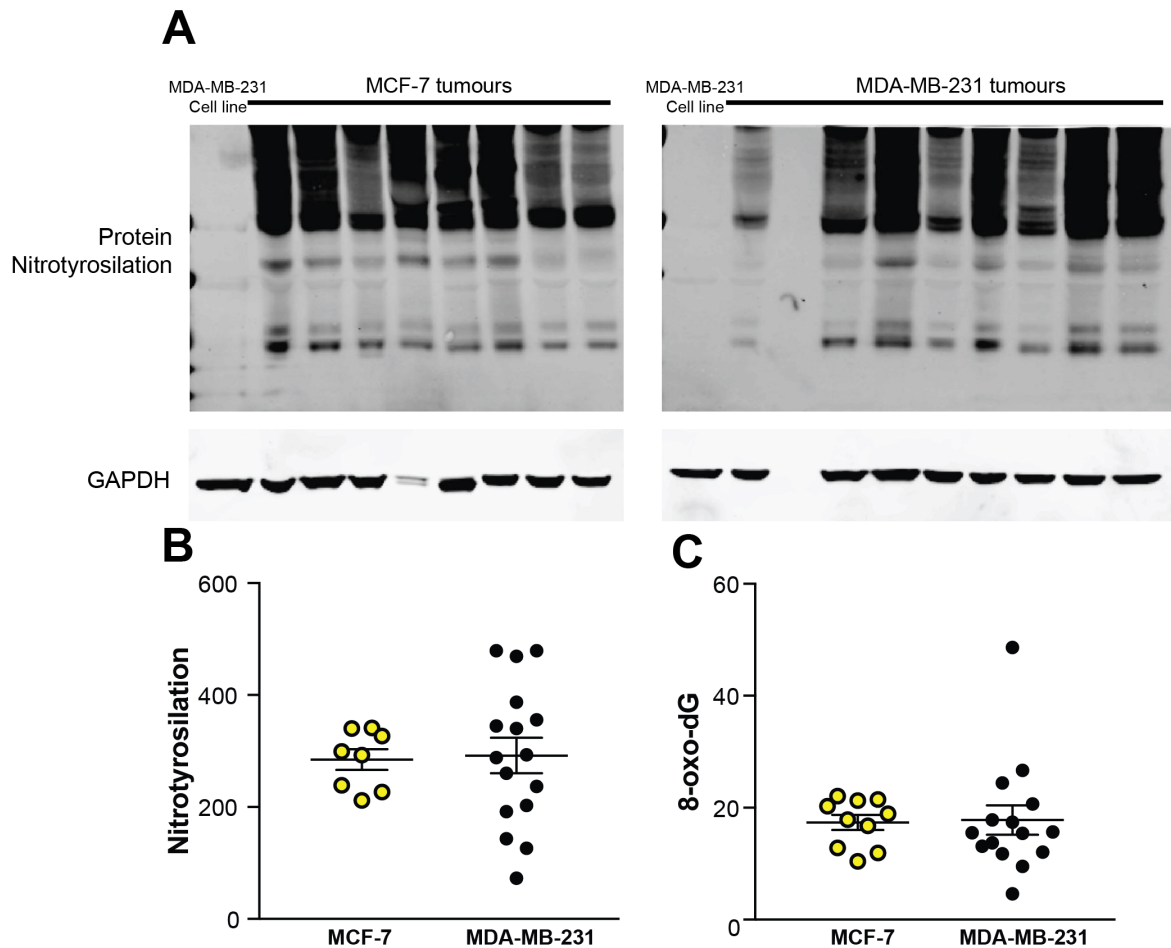 A
MDA-MB-231
Cell line
MCF-7 tumours
MDA-MB-231
Cell line
MDA-MB-231 tumours
Protein
Nitrotyrosilation
GAPDH
B
600
400
200
0
Nitrotyrosilation
MCF-7
MDA-MB-231
C
60
40
20
0
8-oxo-dG
MCF-7
MDA-MB-231